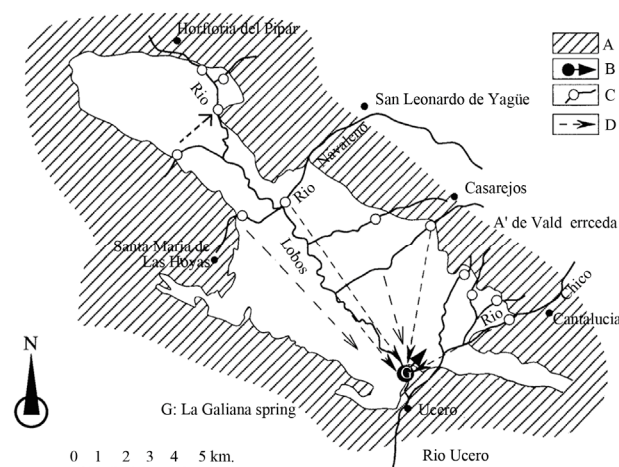 Horftoria del Pipar
A
B
C
D
Rio
San Leonardo de Yagüe
Navaleno
Casarejos
Rio
A' de Vald errceda
Santa Maria de
Las Hoyas
Lobos
Chico
Rio
Cantalucia
N
G
G: La Galiana spring
Ucero
0 1 2 3 4 5 km.
Rio Ucero